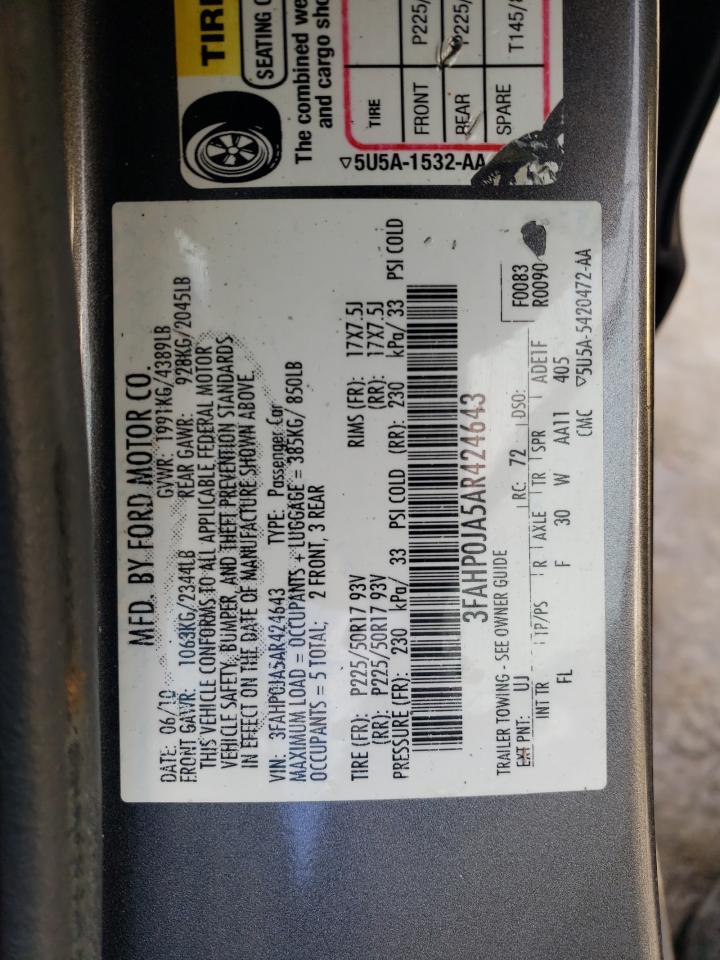 TIRE
SEATING
The combined
and cargo
TIRE
FRONT P225/
REAR P225/
SPARE T145/
▽5U5A-1532-AA
MFD. BY FORD MOTOR CO.
DATE: 06/10 GVWR: 1991KG/4389LB
FRONT GAWR: 1063KG/2344LB REAR GAWR: 928KG/2045LB
THIS VEHICLE CONFORMS TO ALL APPLICABLE FEDERAL MOTOR
VEHICLE SAFETY, BUMPER, AND THEFT PREVENTION STANDARDS
IN EFFECT ON THE DATE OF MANUFACTURE SHOWN ABOVE.
VIN: 3FAHP0JA5AR424643 TYPE: Passenger Car
MAXIMUM LOAD = OCCUPANTS + LUGGAGE = 385KG/ 850LB
OCCUPANTS = 5 TOTAL; 2 FRONT, 3 REAR
TIRE (FR): P225/50R17 93V RIMS (FR): 17X7.5J
(RR): P225/50R17 93V (RR): 17X7.5J
PRESSURE (FR): 230 kPa/ 33 PSI COLD (RR): 230 kPa/ 33 PSI COLD
3FAHP0JA5AR424643
TRAILER TOWING - SEE OWNER GUIDE F0083
EXT PNT: UJ RC: 72 DSO: R0090
INT TR TP/PS R AXLE TR SPR ADE1F
FL F 30 W AA11 405
CMC ▽5U5A-5420472-AA